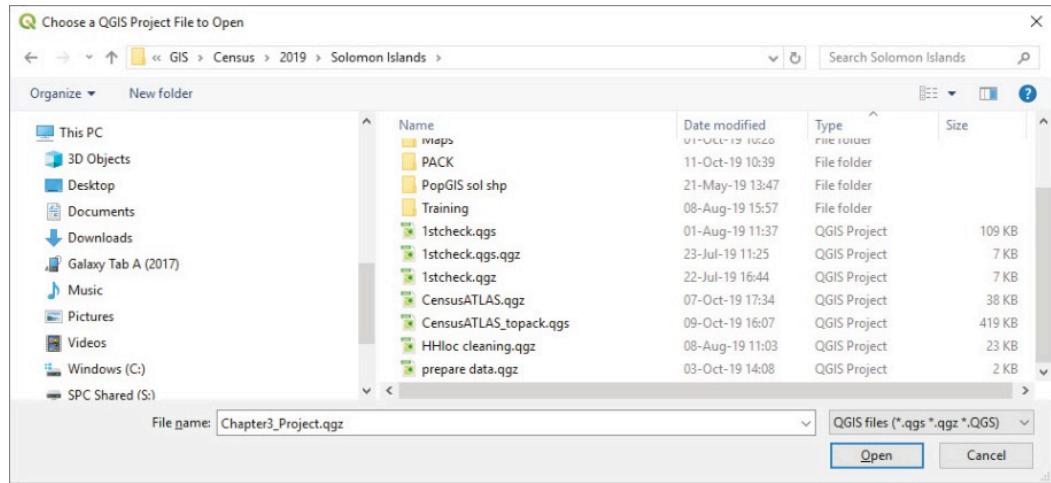 Choose a QGIS Project File to Open
« GIS › Census › 2019 › Solomon Islands ›
Search Solomon Islands
Organize New folder
This PC
3D Objects
Desktop
Documents
Downloads
Galaxy Tab A (2017)
Music
Pictures
Videos
Windows (C:)
SPC Shared (S:)
Name Date modified Type Size
Maps 01-Oct-19 10:28 File folder
PACK 11-Oct-19 10:39 File folder
PopGIS sol shp 21-May-19 13:47 File folder
Training 08-Aug-19 15:57 File folder
1stcheck.qgs 01-Aug-19 11:37 QGIS Project 109 KB
1stcheck.qgs.qgz 23-Jul-19 11:25 QGIS Project 7 KB
1stcheck.qgz 22-Jul-19 16:44 QGIS Project 7 KB
CensusATLAS.qgz 07-Oct-19 17:34 QGIS Project 38 KB
CensusATLAS_topack.qgs 09-Oct-19 16:07 QGIS Project 419 KB
HHloc cleaning.qgz 08-Aug-19 11:03 QGIS Project 23 KB
prepare data.qgz 03-Oct-19 14:08 QGIS Project 2 KB
File name: Chapter3_Project.qgz
QGIS files (*.qgs *.qgz *.QGS)
Open Cancel